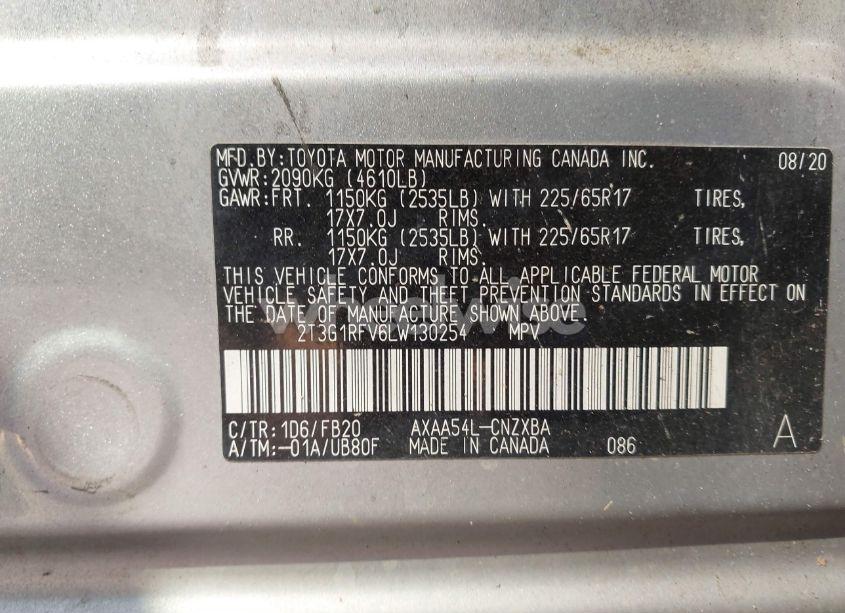 MFD.BY:TOYOTA MOTOR MANUFACTURING CANADA INC. 08/20
GVWR:2090KG (4610LB)
GAWR:FRT. 1150KG (2535LB) WITH 225/65R17 TIRES,
17X7.0J RIMS.
RR. 1150KG (2535LB) WITH 225/65R17 TIRES,
17X7.0J RIMS.
THIS VEHICLE CONFORMS TO ALL APPLICABLE FEDERAL MOTOR
VEHICLE SAFETY AND THEFT PREVENTION STANDARDS IN EFFECT ON
THE DATE OF MANUFACTURE SHOWN ABOVE.
wheelwise
2T3G1RFV6LW130254 MPV
C/TR:1D6/FB20 AXAA54L-CNZXBA
A/TM:-01A/UB80F MADE IN CANADA 086 A